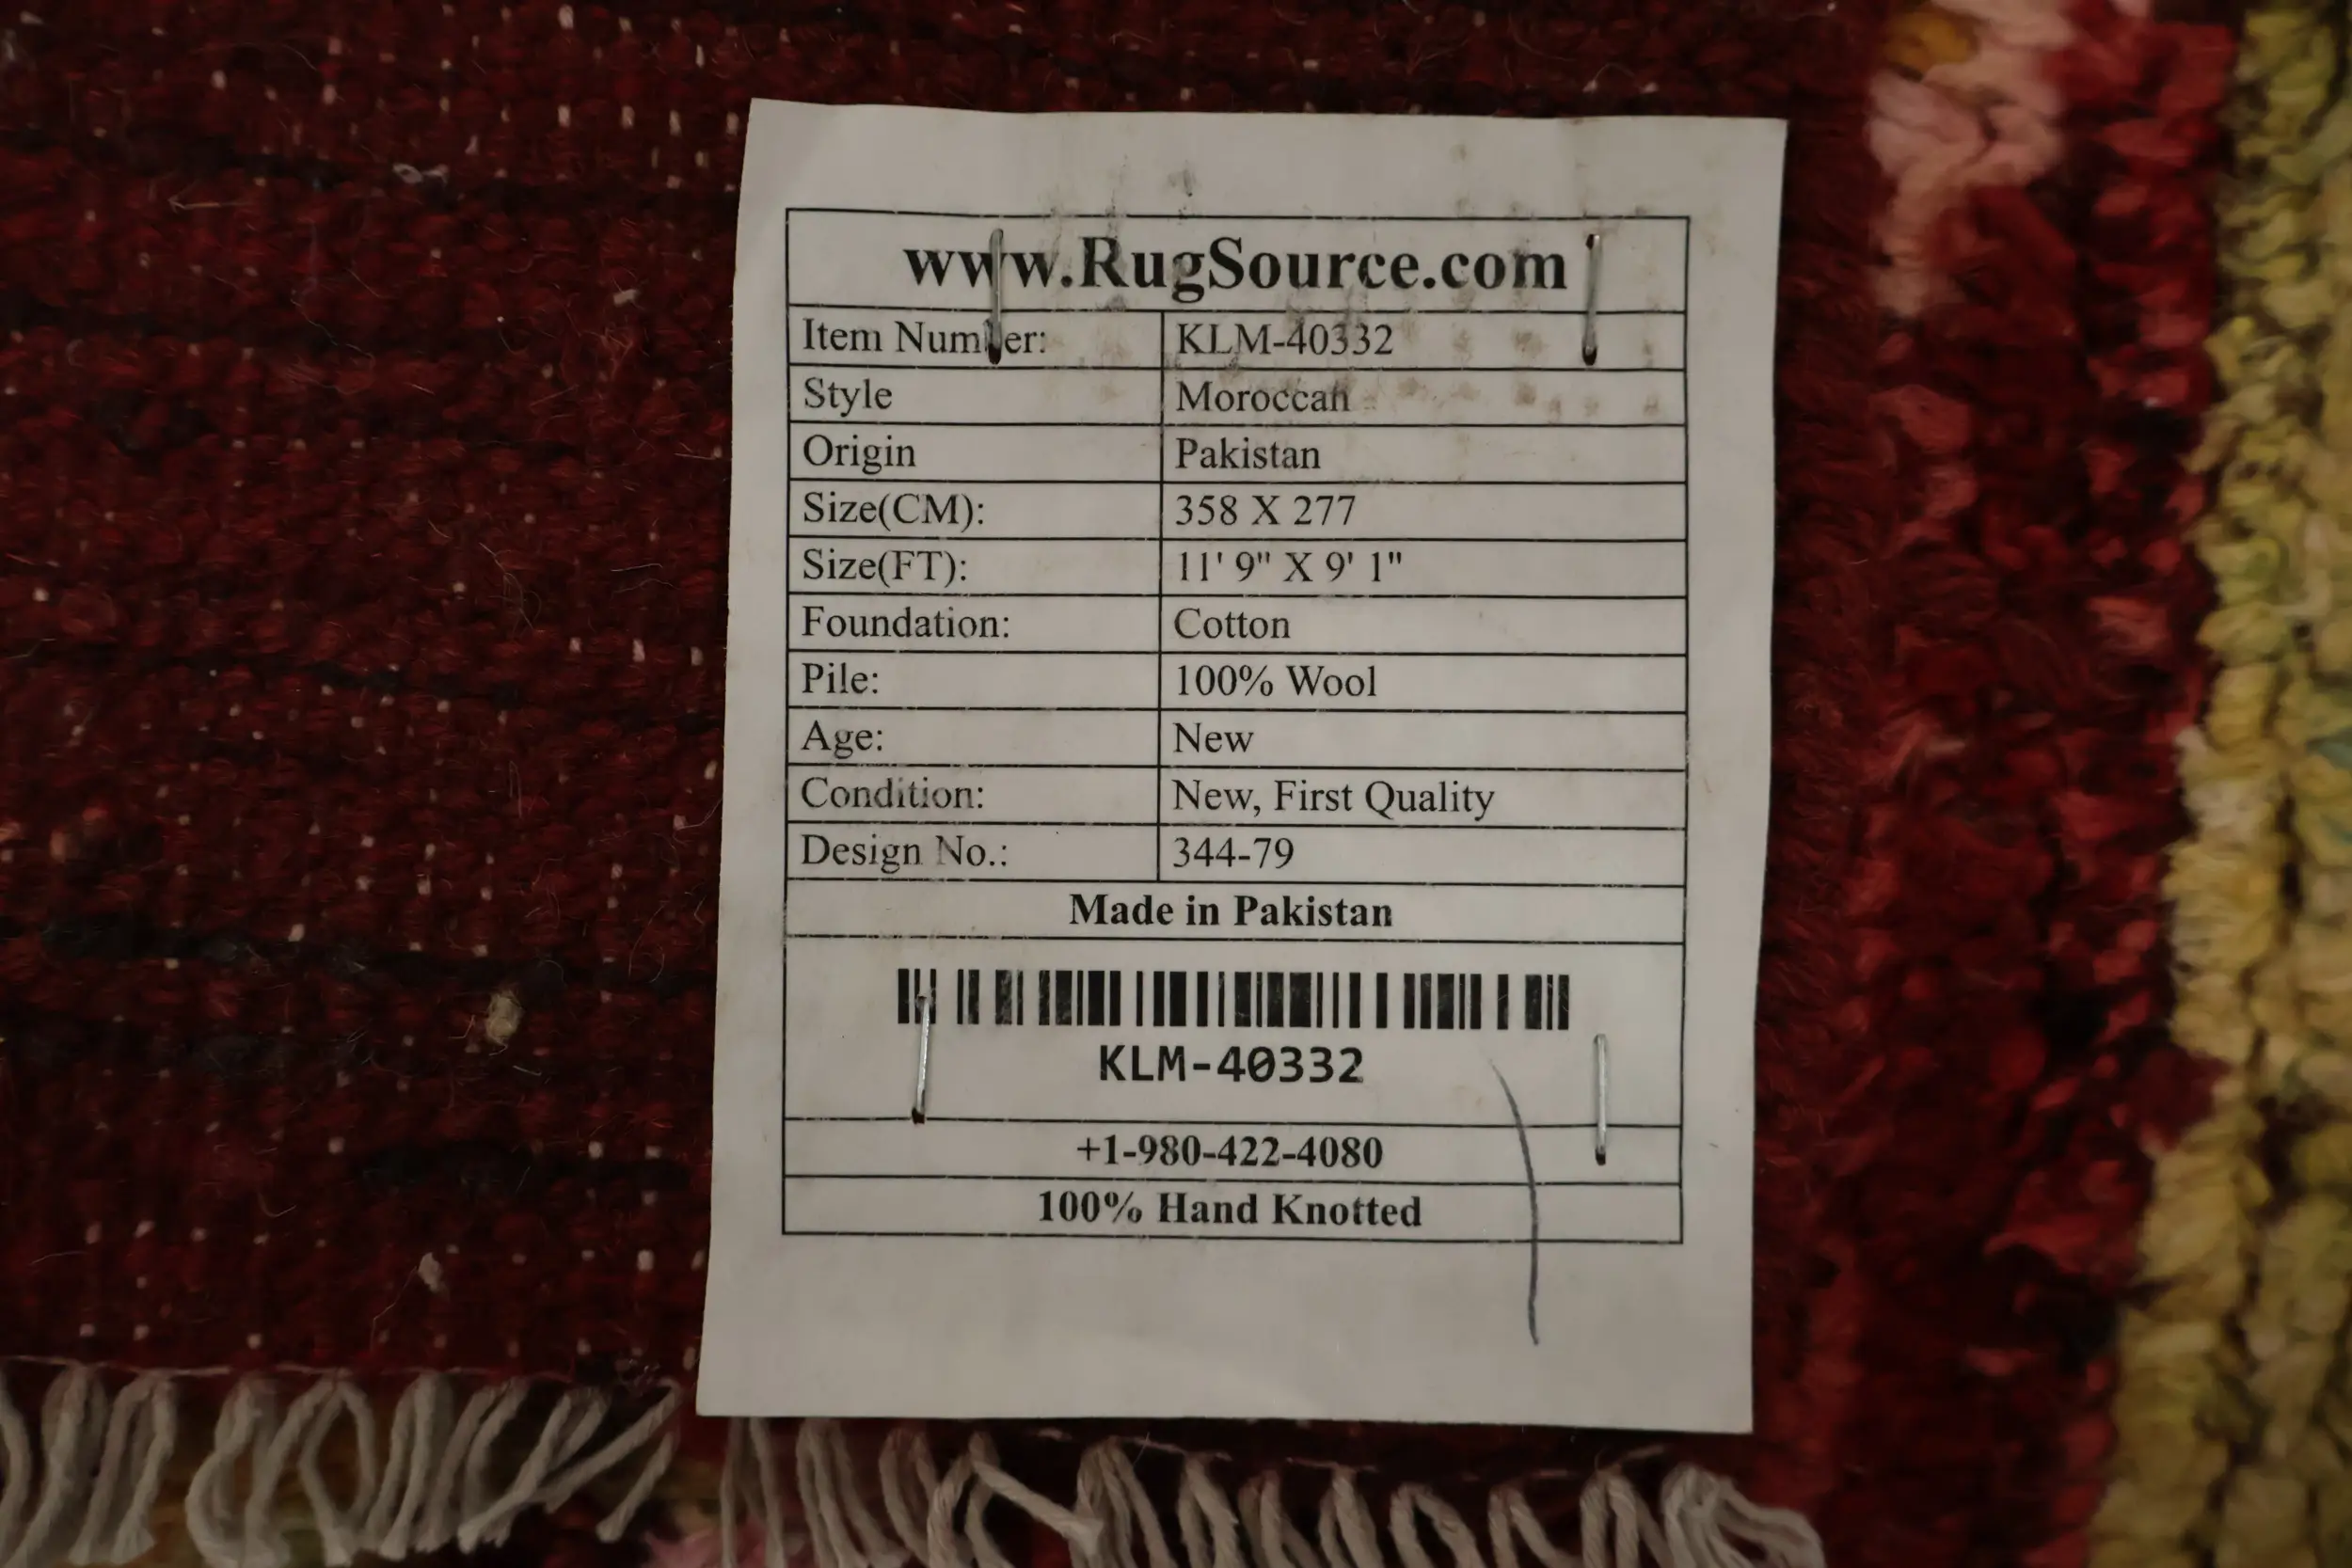 www.RugSource.com
Item Number: KLM-40332
Style Moroccan
Origin Pakistan
Size(CM): 358 X 277
Size(FT): 11' 9" X 9' 1"
Foundation: Cotton
Pile: 100% Wool
Age: New
Condition: New, First Quality
Design No.: 344-79
Made in Pakistan
KLM-40332
+1-980-422-4080
100% Hand Knotted